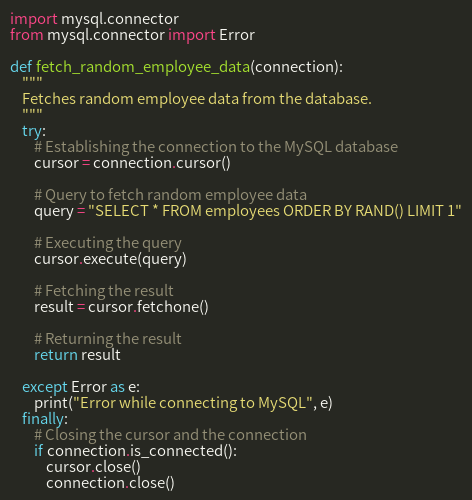 import mysql.connector
from mysql.connector import Error

def fetch_random_employee_data(connection):
    """
    Fetches random employee data from the database.
    """
    try:
        # Establishing the connection to the MySQL database
        cursor = connection.cursor()

        # Query to fetch random employee data
        query = "SELECT * FROM employees ORDER BY RAND() LIMIT 1"

        # Executing the query
        cursor.execute(query)

        # Fetching the result
        result = cursor.fetchone()

        # Returning the result
        return result

    except Error as e:
        print("Error while connecting to MySQL", e)
    finally:
        # Closing the cursor and the connection
        if connection.is_connected():
            cursor.close()
            connection.close()